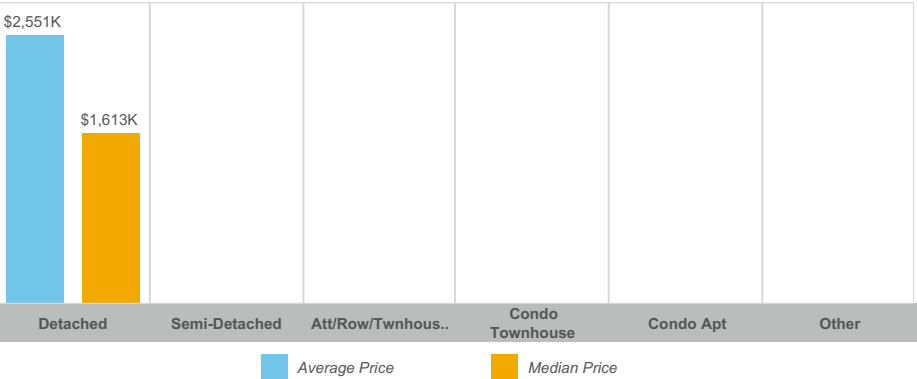 $2,551K
$1,613K
Detached
Semi-Detached
Att/Row/Twnhous..
Condo
Townhouse
Condo Apt
Other
Average Price
Median Price